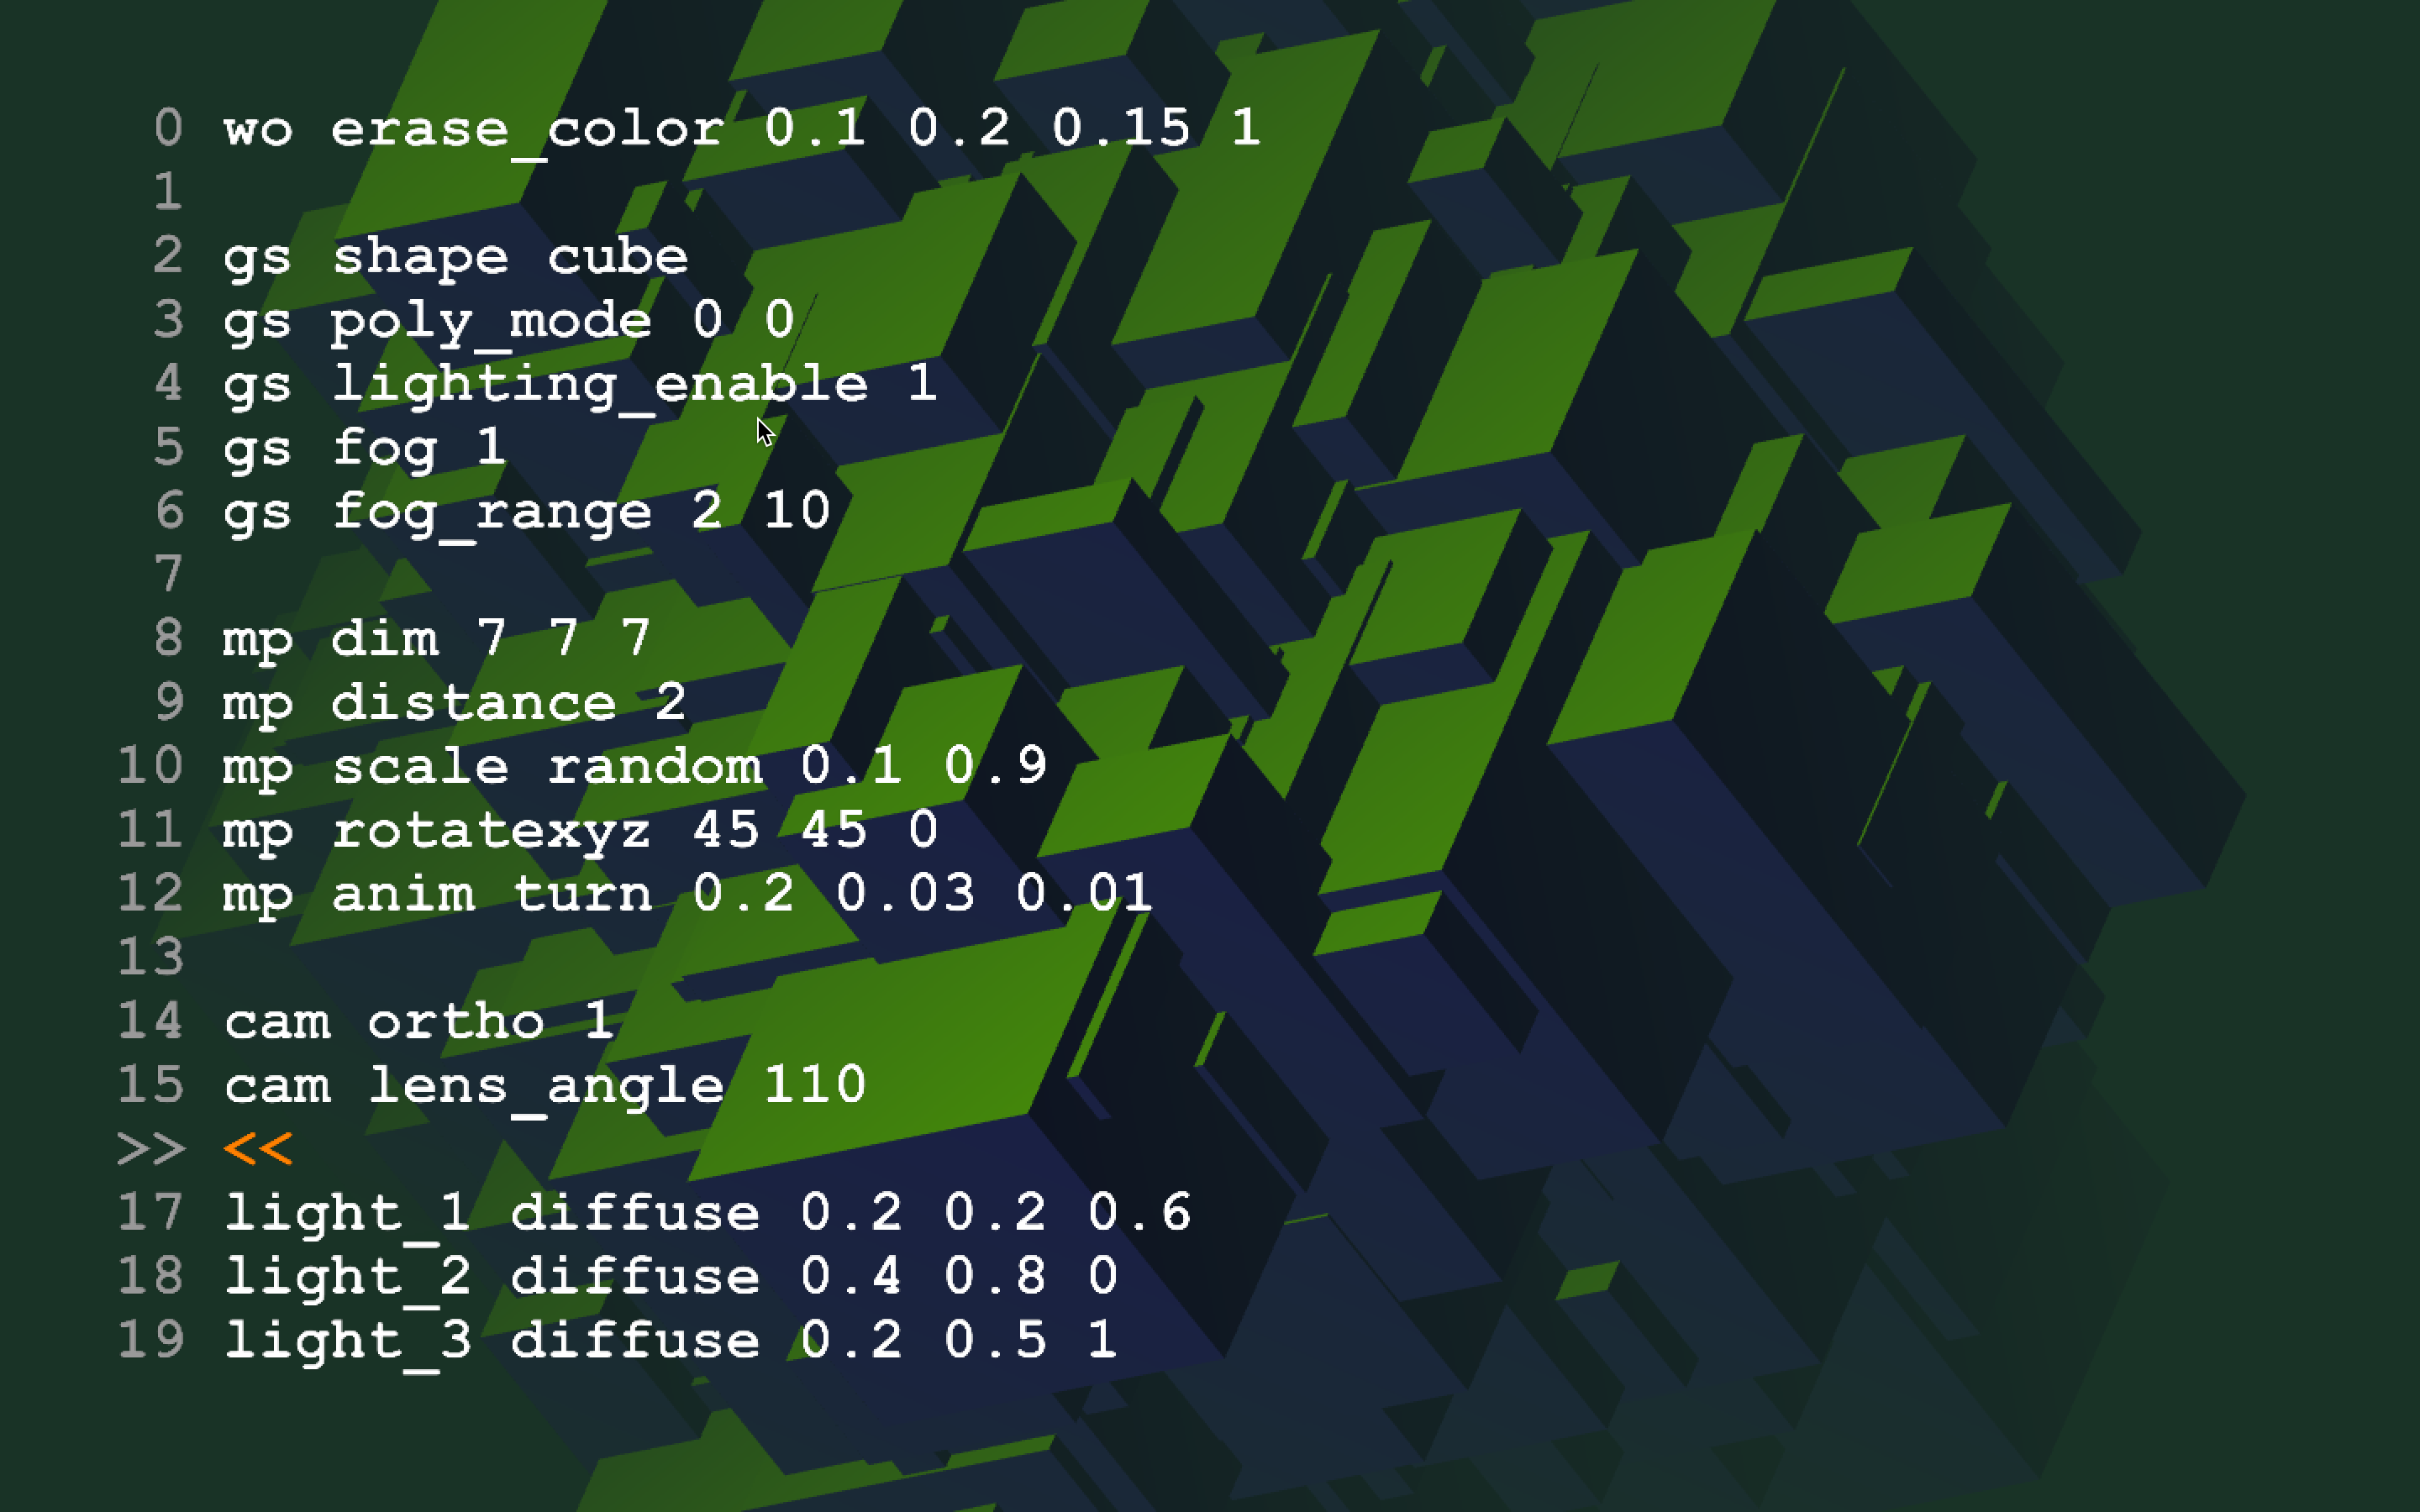 0 wo erase_color 0.1 0.2 0.15 1
1
2 gs shape cube
3 gs poly_mode 0 0
4 gs lighting_enable 1
5 gs fog 1
6 gs fog_range 2 10
7
8 mp dim 7 7 7
9 mp distance 2
10 mp scale random 0.1 0.9
11 mp rotatexyz 45 45 0
12 mp anim turn 0.2 0.03 0.01
13
14 cam ortho 1
15 cam lens_angle 110
>> <<
17 light_1 diffuse 0.2 0.2 0.6
18 light_2 diffuse 0.4 0.8 0
19 light_3 diffuse 0.2 0.5 1